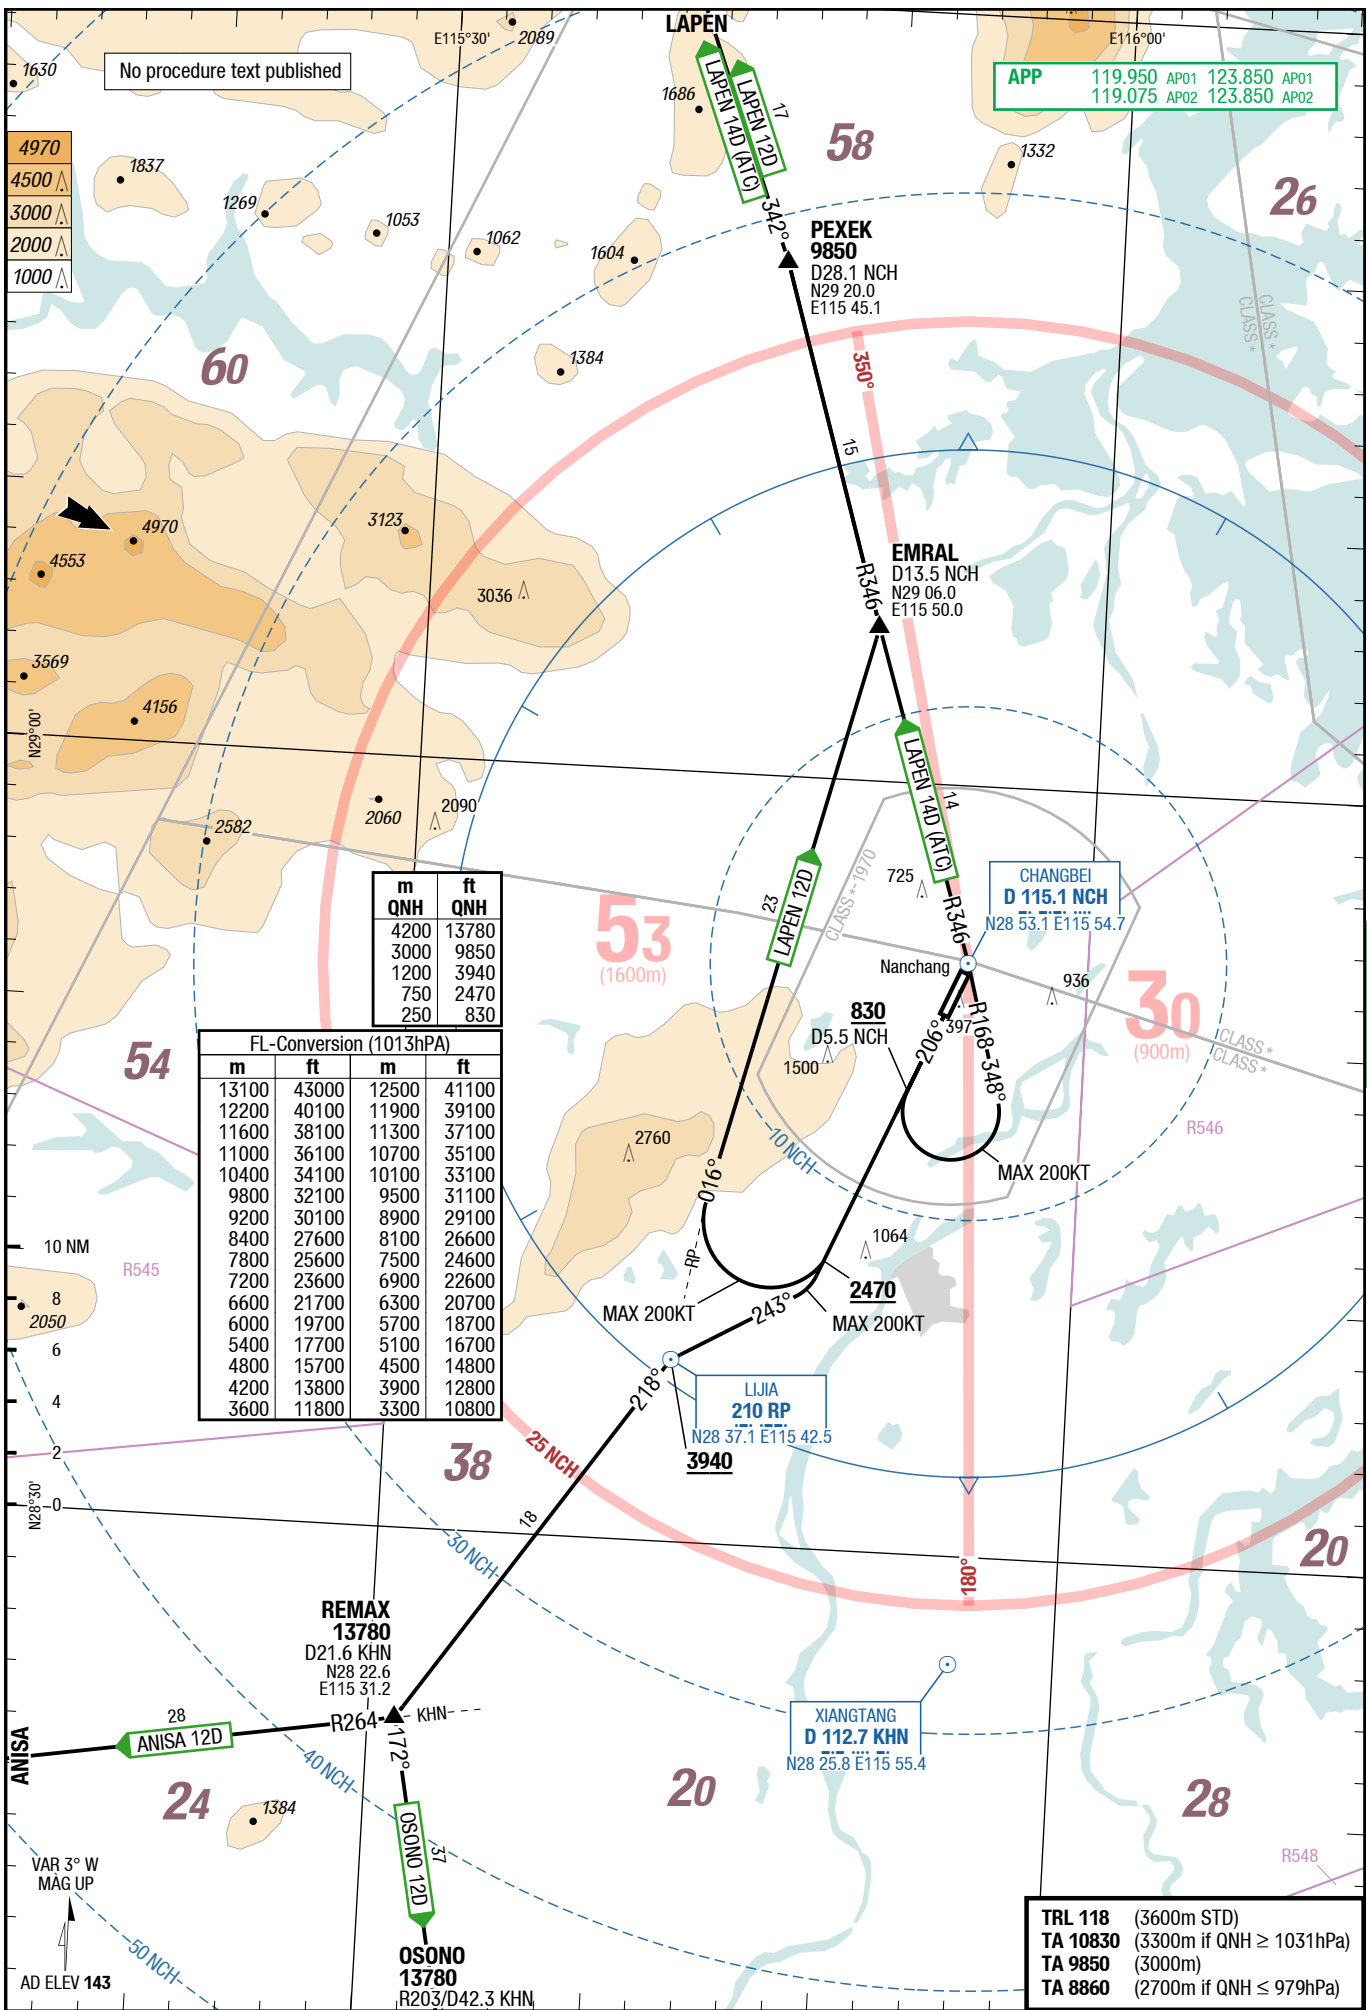 LAPEN
E115°30'
2089
E116°00'
1630
No procedure text published
APP 119.950 AP01 123.850 AP01
119.075 AP02 123.850 AP02
1686
LAPEN 14D (ATC)
LAPEN 12D
17
58
1332
26
4970
4500
3000
2000
1000
1837
1269
1053
1062
1604
342°
PEXEK
9850
D28.1 NCH
N29 20.0
E115 45.1
CLASS *
CLASS *
60
1384
350°
15
4970
4553
3123
3036
EMRAL
D13.5 NCH
N29 06.0
E115 50.0
R346
3569
4156
N29°00'
2582
2060
2090
LAPEN 14D (ATC)
14
m ft
QNH QNH
4200 13780
3000 9850
1200 3940
750 2470
250 830
53
(1600m)
23
LAPEN 12D
CLASS *-1970
725
R346
CHANGBEI
D 115.1 NCH
N28 53.1 E115 54.7
Nanchang
936
30
(900m)
CLASS *
CLASS *
830
D5.5 NCH
206°
397
R168-348°
1500
54
FL-Conversion (1013hPA)
m ft m ft
13100 43000 12500 41100
12200 40100 11900 39100
11600 38100 11300 37100
11000 36100 10700 35100
10400 34100 10100 33100
9800 32100 9500 31100
9200 30100 8900 29100
8400 27600 8100 26600
7800 25600 7500 24600
7200 23600 6900 22600
6600 21700 6300 20700
6000 19700 5700 18700
5400 17700 5100 16700
4800 15700 4500 14800
4200 13800 3900 12800
3600 11800 3300 10800
2760
10 NCH
R546
MAX 200KT
016°
RP
1064
10 NM
8
6
4
2
0
R545
2050
2470
MAX 200KT
243°
MAX 200KT
218°
LIJIA
210 RP
N28 37.1 E115 42.5
3940
25 NCH
38
N28°30'
18
30 NCH
180°
20
REMAX
13780
D21.6 KHN
N28 22.6
E115 31.2
28
R264
KHN
ANISA 12D
ANISA
172°
40 NCH
XIANGTANG
D 112.7 KHN
N28 25.8 E115 55.4
24
1384
20
28
OSONO 12D
37
R548
VAR 3° W
MAG UP
AD ELEV 143
50 NCH
OSONO
13780
R203/D42.3 KHN
TRL 118 (3600m STD)
TA 10830 (3300m if QNH ≥ 1031hPa)
TA 9850 (3000m)
TA 8860 (2700m if QNH ≤ 979hPa)